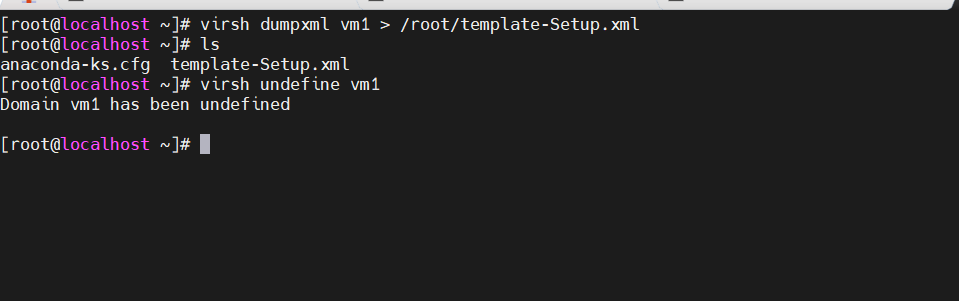 [root@localhost ~]# virsh dumpxml vm1 > /root/template-Setup.xml
[root@localhost ~]# ls
anaconda-ks.cfg  template-Setup.xml
[root@localhost ~]# virsh undefine vm1
Domain vm1 has been undefined
[root@localhost ~]#